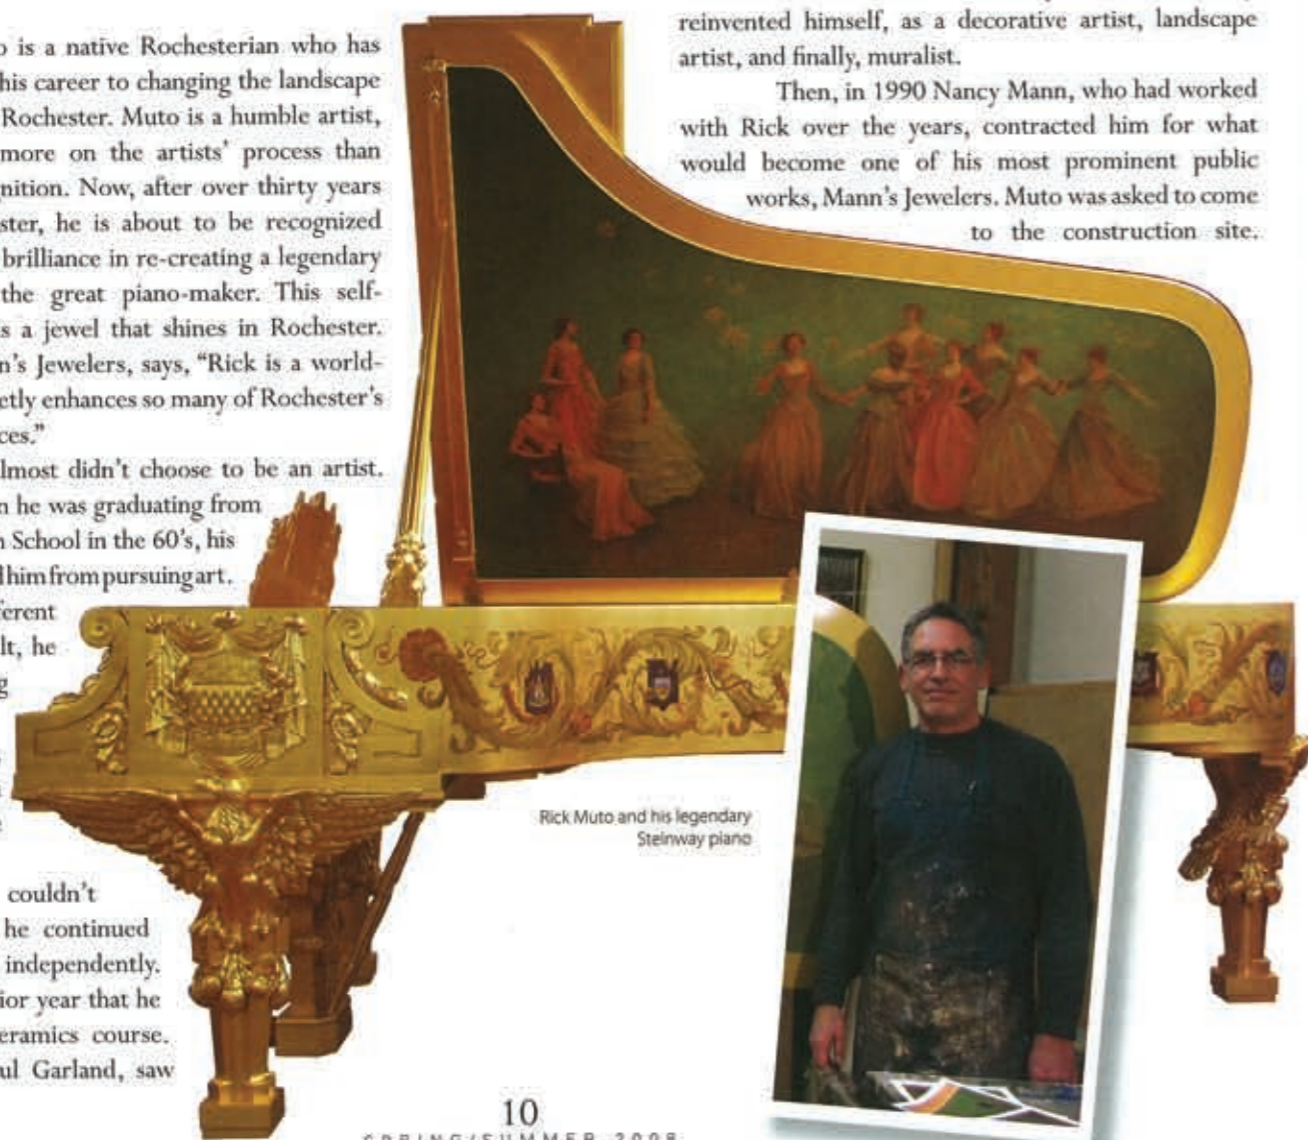 is a native Rochesterian who has
his career to changing the landscape
Rochester. Muto is a humble artist,
more on the artists' process than
nition. Now, after over thirty years
ster, he is about to be recognized
brilliance in re-creating a legendary
the great piano-maker. This self-
s a jewel that shines in Rochester.
n's Jewelers, says, “Rick is a world-
etly enhances so many of Rochester's
ces.”
lmost didn't choose to be an artist.
n he was graduating from
School in the 60's, his
him from pursuing art.
ferent
lt, he
g
couldn't
he continued
independently.
ior year that he
eramics course.
ul Garland, saw
reinvented himself, as a decorative artist, landscape
artist, and finally, muralist.
Then, in 1990 Nancy Mann, who had worked
with Rick over the years, contracted him for what
would become one of his most prominent public
works, Mann's Jewelers. Muto was asked to come
to the construction site.
Rick Muto and his legendary
Steinway piano
10
SPRING/SUMMER 2008